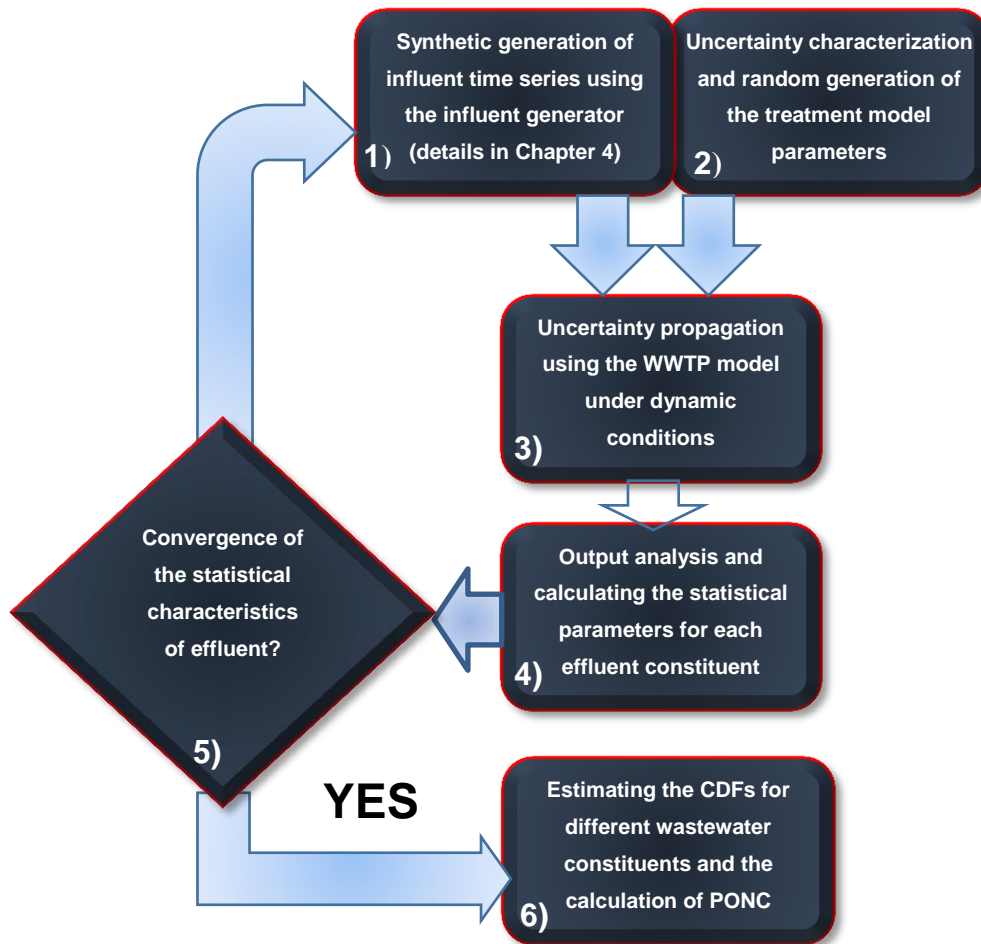 Synthetic generation of
influent time series using
the influent generator
(details in Chapter 4)
1)
Uncertainty characterization
and random generation of
the treatment model
parameters
2)
Uncertainty propagation
using the WWTP model
under dynamic
conditions
3)
Output analysis and
calculating the statistical
parameters for each
effluent constituent
4)
Convergence of
the statistical
characteristics
of effluent?
5)
YES
Estimating the CDFs for
different wastewater
constituents and the
calculation of PONC
6)